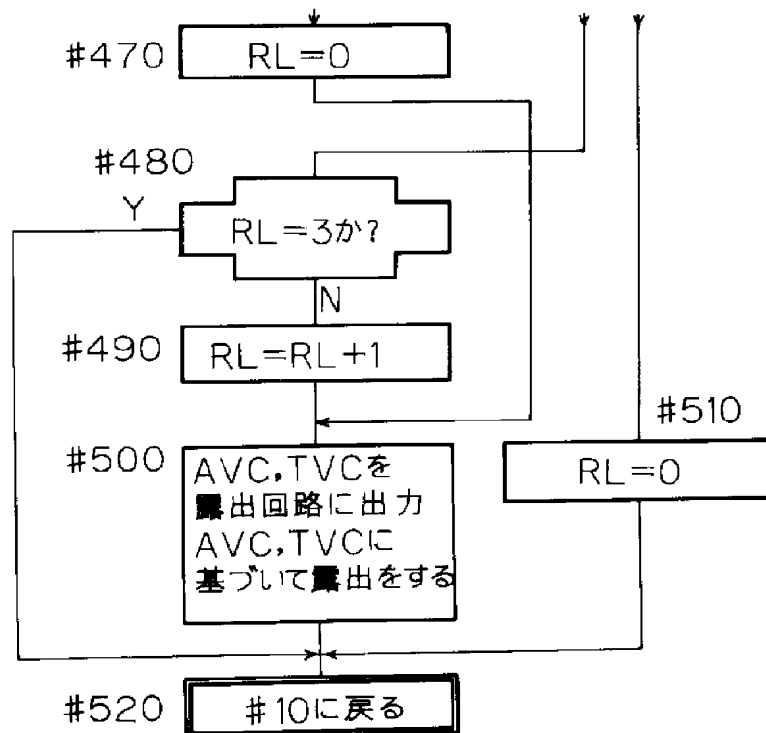 #470
RL=0
#480
Y
RL=3か?
N
#490
RL=RL+1
#510
RL=0
#500
AVC,TVCを
露出回路に出力
AVC,TVCに
基づいて露出をする
#520
#10に戻る